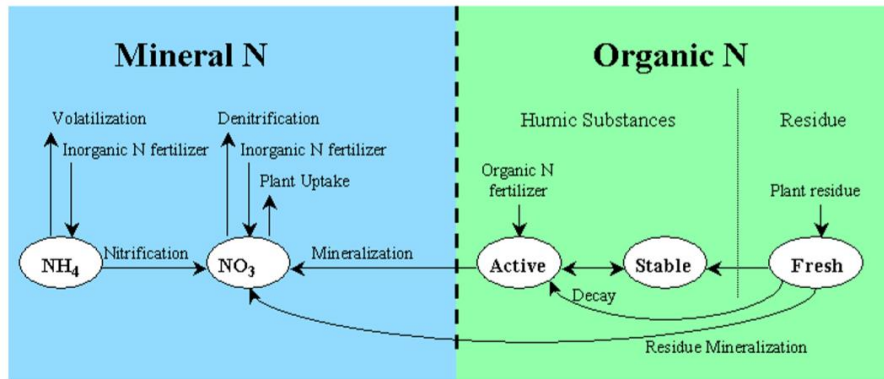 Mineral N
Organic N
Volatilization
Denitrification
Humic Substances
Residue
Inorganic N fertilizer
Inorganic N fertilizer
Plant Uptake
Organic N
fertilizer
Plant residue
NH4
Nitrification
NO3
Mineralization
Active
Stable
Fresh
Decay
Residue Mineralization